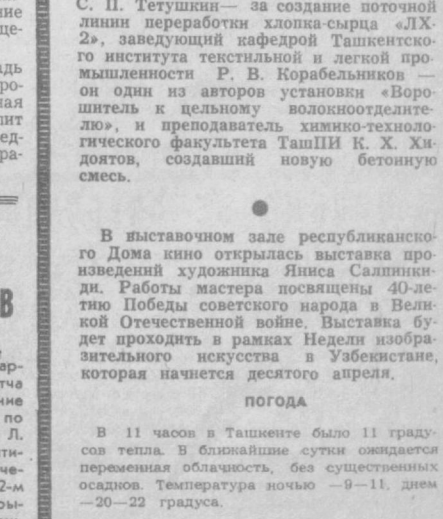 С. П. Тетушкин— за создание поточной
линии переработки хлопка-сырца «ЛХ-
2», заведующий кафедрой Ташкентско-
го института текстильной и легкой про-
мышленности Р. В. Корабельников —
он один из авторов установки «Воро-
шитель к цельному волокноотделите-
лю», и преподаватель химико-техноло-
гического факультета ТашПИ К. Х. Хи-
доятов, создавший новую бетонную
смесь.
В выставочном зале республиканско-
го Дома кино открылась выставка про-
изведений художника Яниса Салпинки-
ди. Работы мастера посвящены 40-ле-
тию Победы советского народа в Вели-
кой Отечественной войне. Выставка бу-
дет проходить в рамках Недели изобра-
зительного искусства в Узбекистане,
которая начнется десятого апреля.
ПОГОДА
В 11 часов в Ташкенте было 11 граду-
сов тепла. В ближайшие сутки ожидается
переменная облачность, без существенных
осадков. Температура ночью —9—11, днем
—20—22 градуса.